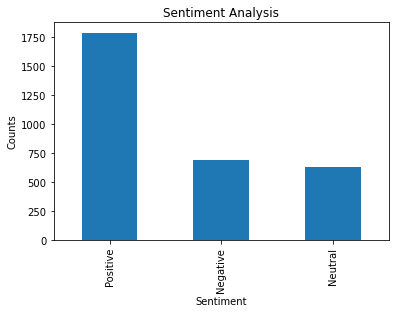 Sentiment Analysis
Counts
1750
1500
1250
1000
750
500
250
0
Positive
Negative
Neutral
Sentiment